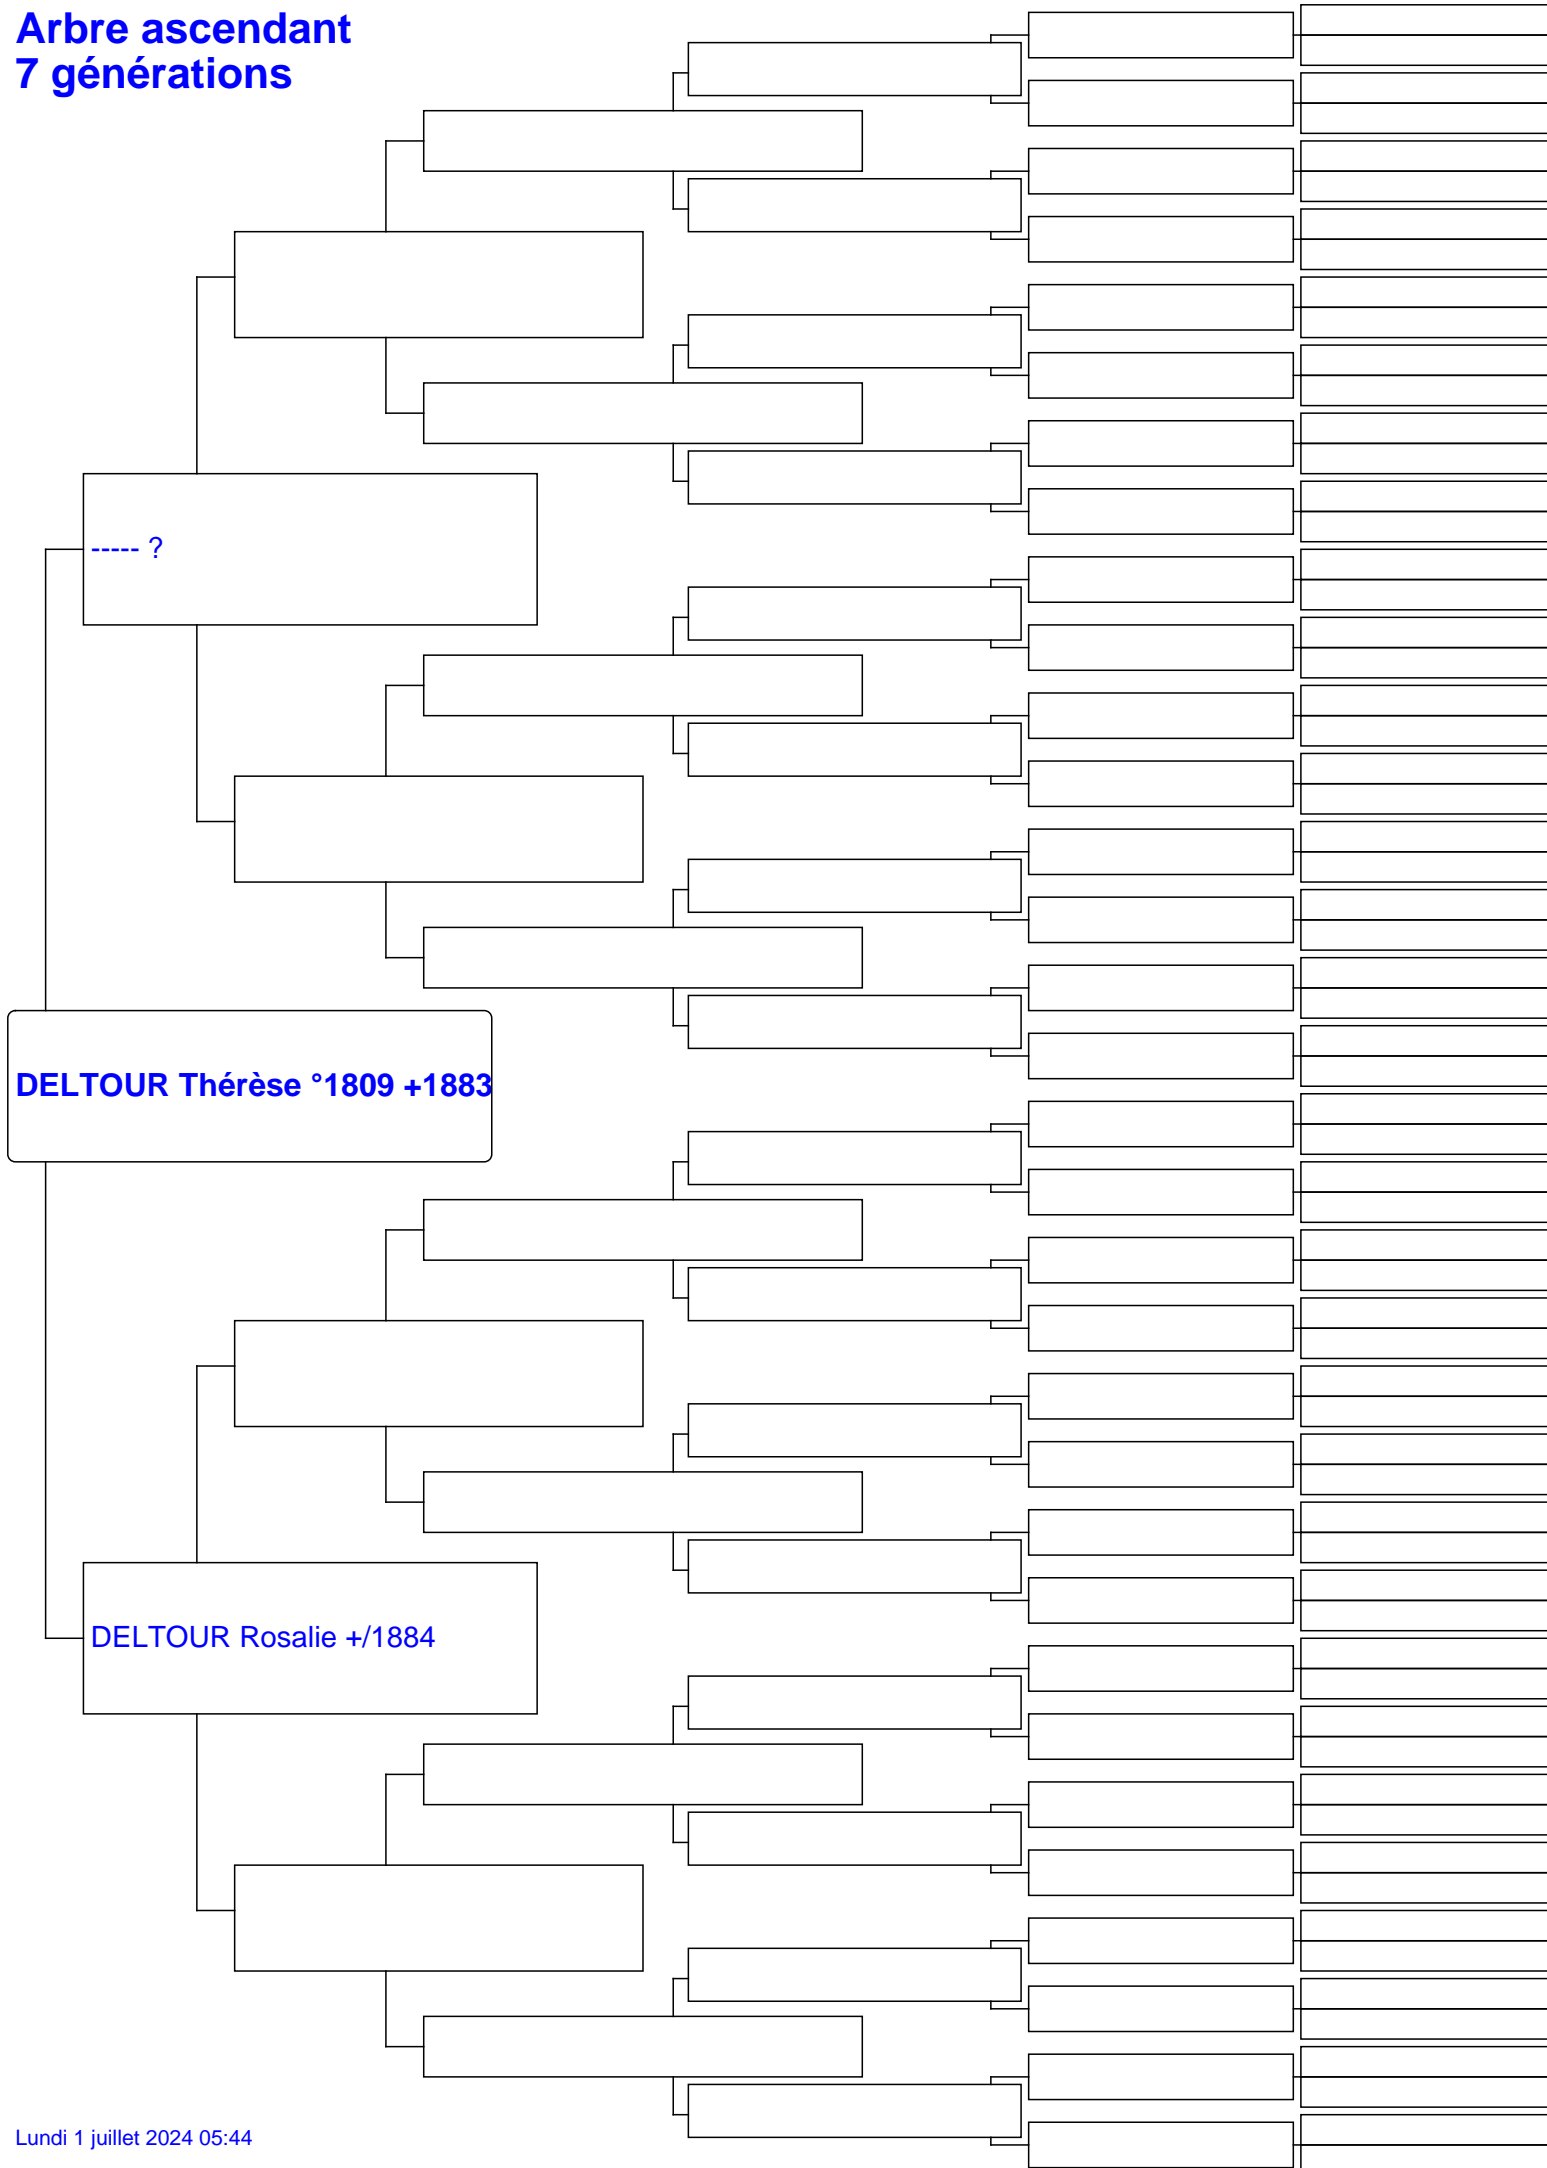 Arbre ascendant
7 générations
----- ?
DELTOUR Thérèse °1809 +1883
DELTOUR Rosalie +/1884
Lundi 1 juillet 2024 05:44